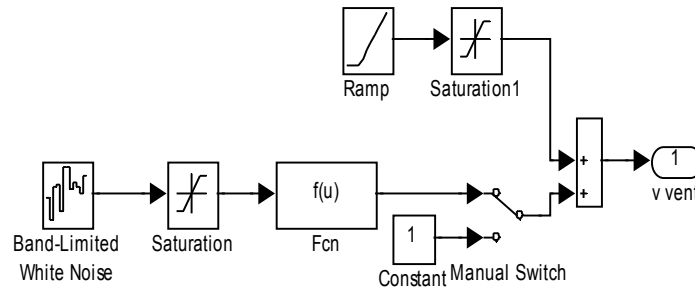 Ramp
Saturation1
+
+
1
v vent
f(u)
1
Band-Limited
White Noise
Saturation
Fcn
Constant
Manual Switch